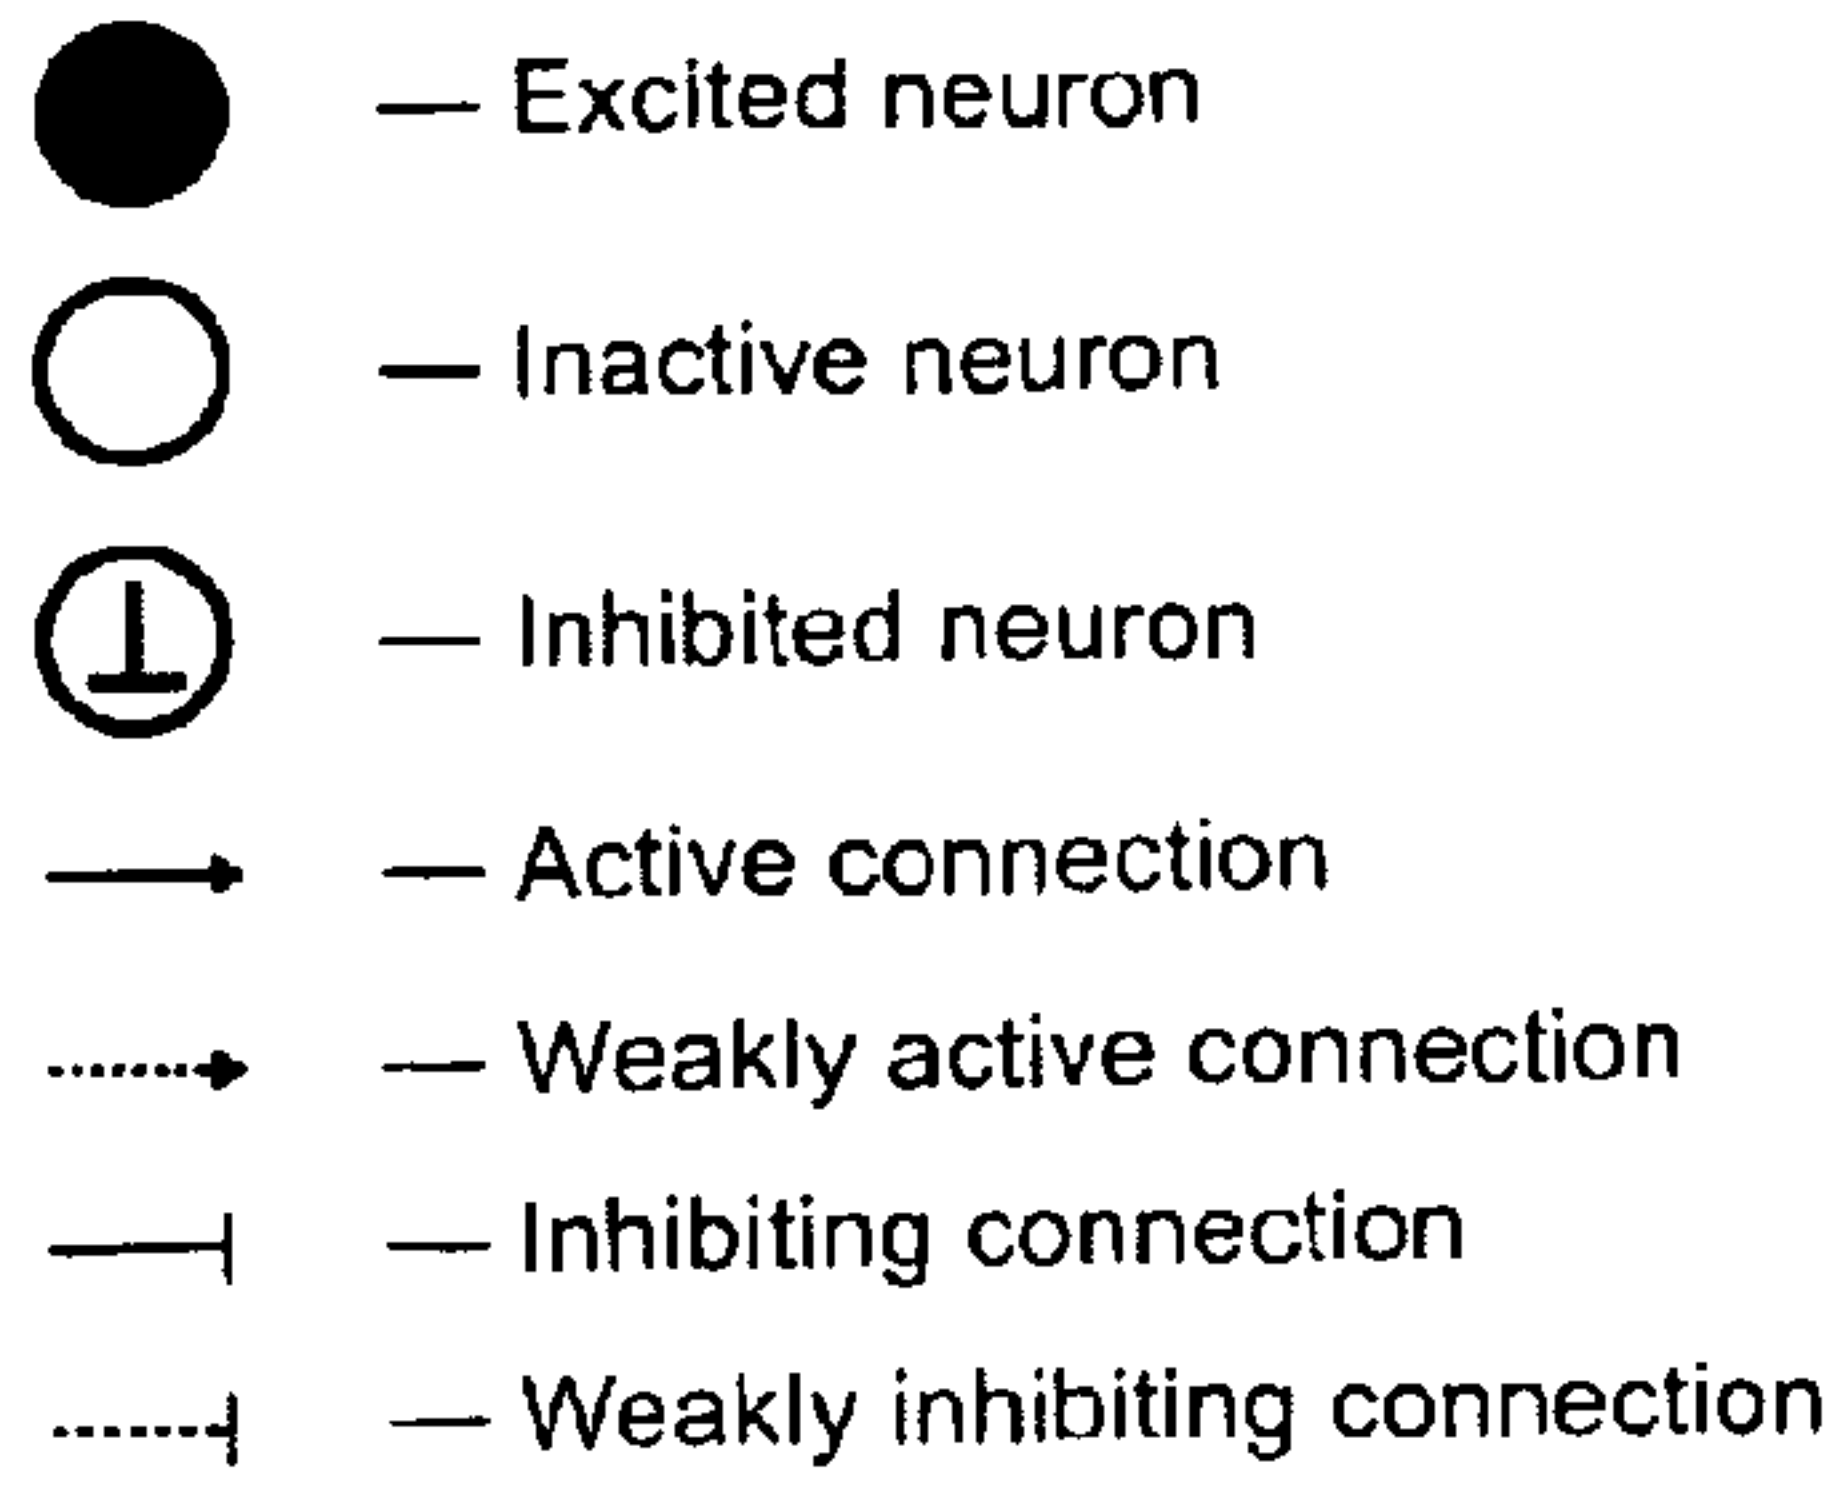 — Excited neuron
— Inactive neuron
— Inhibited neuron
— Active connection
— Weakly active connection
— Inhibiting connection
— Weakly inhibiting connection